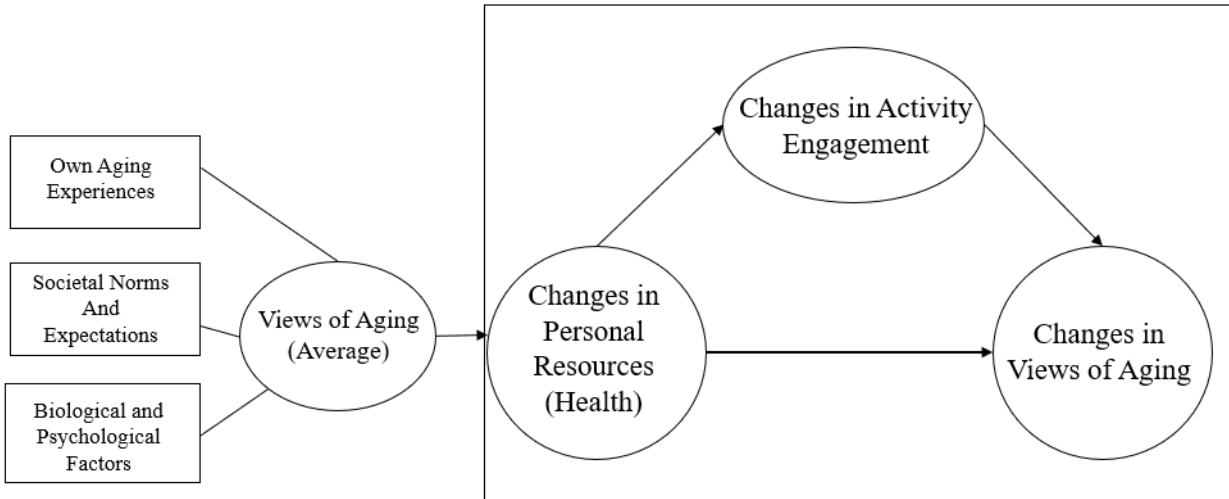 Own Aging
Experiences
Societal Norms
And
Expectations
Biological and
Psychological
Factors
Views of Aging
(Average)
Changes in
Personal
Resources
(Health)
Changes in Activity
Engagement
Changes in
Views of Aging